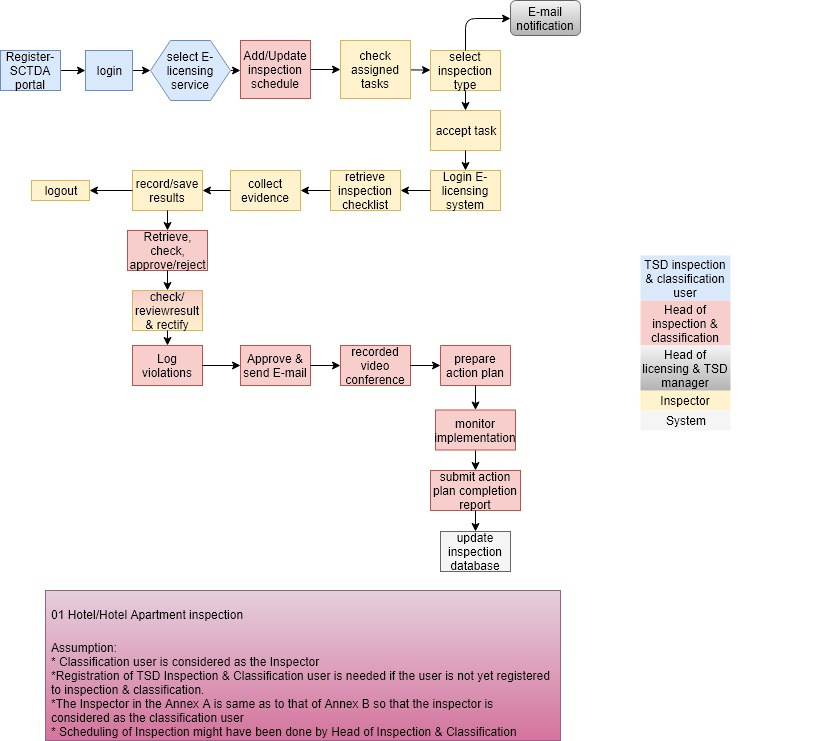 E-mail
notification
Register-
SCTDA
portal
login
select E-
licensing
service
Add/Update
inspection
schedule
check
assigned
tasks
select
inspection
type
accept task
logout
record/save
results
collect
evidence
retrieve
inspection
checklist
Login E-
licensing
system
Retrieve,
check,
approve/reject
check/
reviewresult
& rectify
Log
violations
Approve &
send E-mail
recorded
video
conference
prepare
action plan
monitor
implementation
submit action
plan completion
report
update
inspection
database
TSD inspection
& classification
user
Head of
inspection &
classification
Head of
licensing & TSD
manager
Inspector
System
01 Hotel/Hotel Apartment inspection
Assumption:
* Classification user is considered as the Inspector
*Registration of TSD Inspection & Classification user is needed if the user is not yet registered
to inspection & classification.
*The Inspector in the Annex A is same as to that of Annex B so that the inspector is
considered as the classification user
* Scheduling of Inspection might have been done by Head of Inspection & Classification